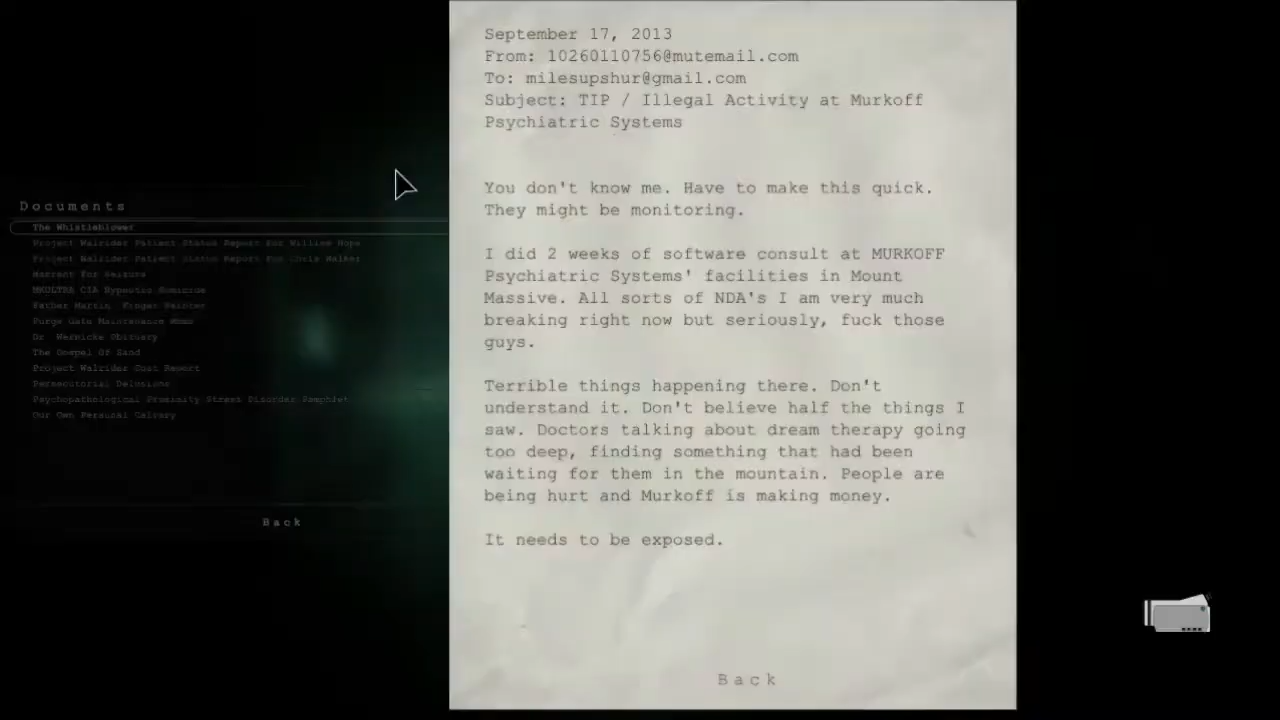 September 17, 2013
From: 10260110756@mutemail.com
To: milesupshur@gmail.com
Subject: TIP / Illegal Activity at Murkoff
Psychiatric Systems
You don't know me. Have to make this quick.
They might be monitoring.
I did 2 weeks of software consult at MURKOFF
Psychiatric Systems' facilities in Mount
Massive. All sorts of NDA's I am very much
breaking right now but seriously, fuck those
guys.
Terrible things happening there. Don't
understand it. Don't believe half the things I
saw. Doctors talking about dream therapy going
too deep, finding something that had been
waiting for them in the mountain. People are
being hurt and Murkoff is making money.
It needs to be exposed.
Back
Documents
The Whistleblower
Project Walrider Patient Status Report For William Hope
Project Walrider Patient Status Report For Chris Walker
Warrant for Seizure
MKULTRA CIA Hypnotic Homicide
Father Martin Finger Painter
Purge Gate Maintenance Memo
Dr Wernicke Obituary
The Gospel Of Sand
Project Walrider Cost Report
Persecutorial Delusions
Psychopathological Proximity Stress Disorder Pamphlet
Our Own Personal Calvary
Back